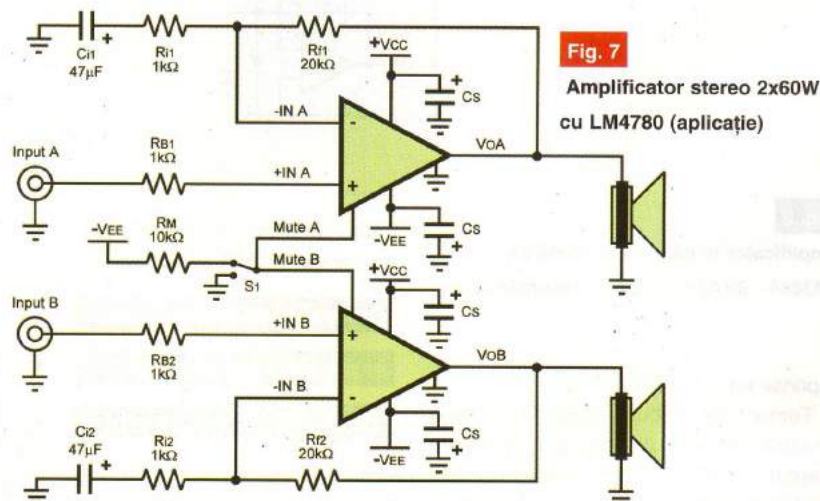 Ci1
47µF
Ri1
1kΩ
Rf1
20kΩ
+VCC
+
+
CS
Fig. 7
Amplificator stereo 2x60W
cu LM4780 (aplicație)
-IN A
-
VOA
Input A
RB1
1kΩ
+IN A
+
-VEE
RM
10kΩ
Mute A
-VEE
CS
+
Mute B
S1
+VCC
+
CS
Input B
RB2
1kΩ
+IN B
+
VOB
-IN B
-
Ci2
47µF
+
Ri2
1kΩ
Rf2
20kΩ
-VEE
CS
+